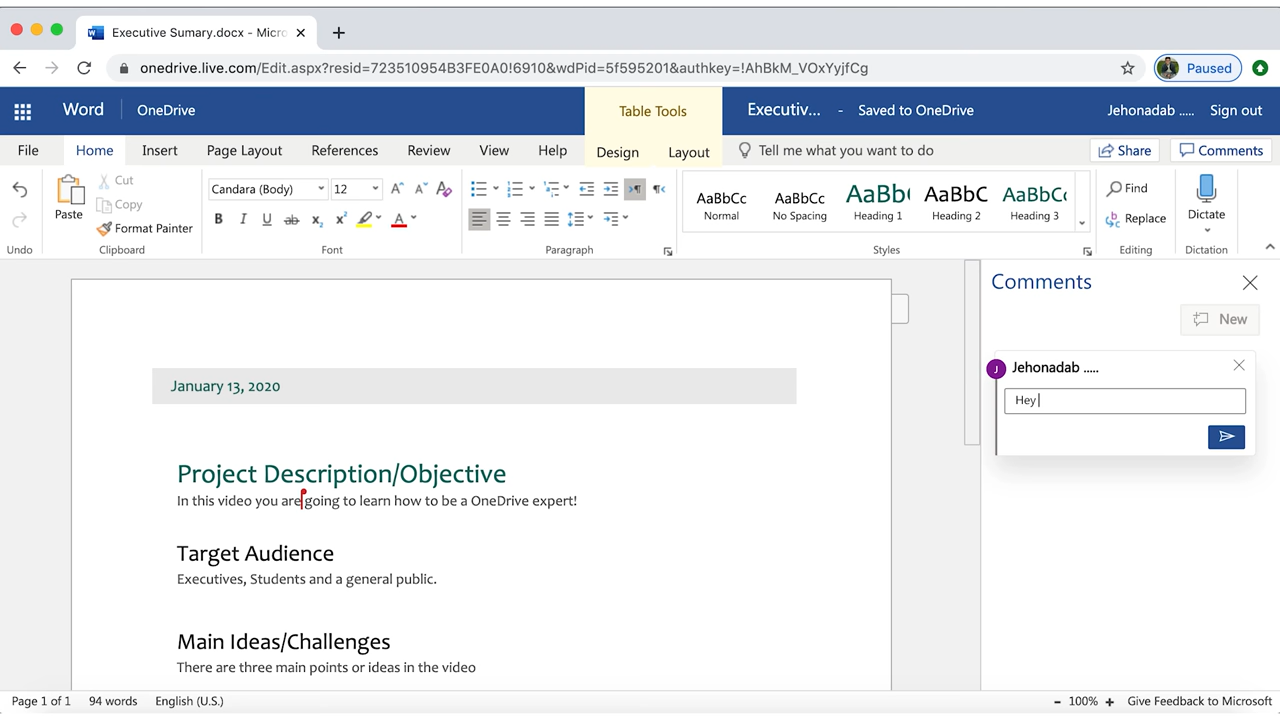 Executive Sumary.docx - Micro
onedrive.live.com/Edit.aspx?resid=723510954B3FE0A0!6910&wdPid=5f595201&authkey=!AhBkM_VOxYyjfCg
Paused
Word OneDrive
Table Tools
Executiv... - Saved to OneDrive
Jehonadab ..... Sign out
File Home Insert Page Layout References Review View Help Design Layout Tell me what you want to do Share Comments
Paste
Cut
Copy
Format Painter
Candara (Body) 12
AaBbCc Normal
AaBbCc No Spacing
AaBb( Heading 1
AaBbC Heading 2
AaBbCc Heading 3
Find
Replace
Dictate
Undo Clipboard Font Paragraph Styles Editing Dictation
Comments
New
J
Jehonadab .....
Hey
January 13, 2020
Project Description/Objective
In this video you are going to learn how to be a OneDrive expert!
Target Audience
Executives, Students and a general public.
Main Ideas/Challenges
There are three main points or ideas in the video
Page 1 of 1 94 words English (U.S.) - 100% + Give Feedback to Microsoft